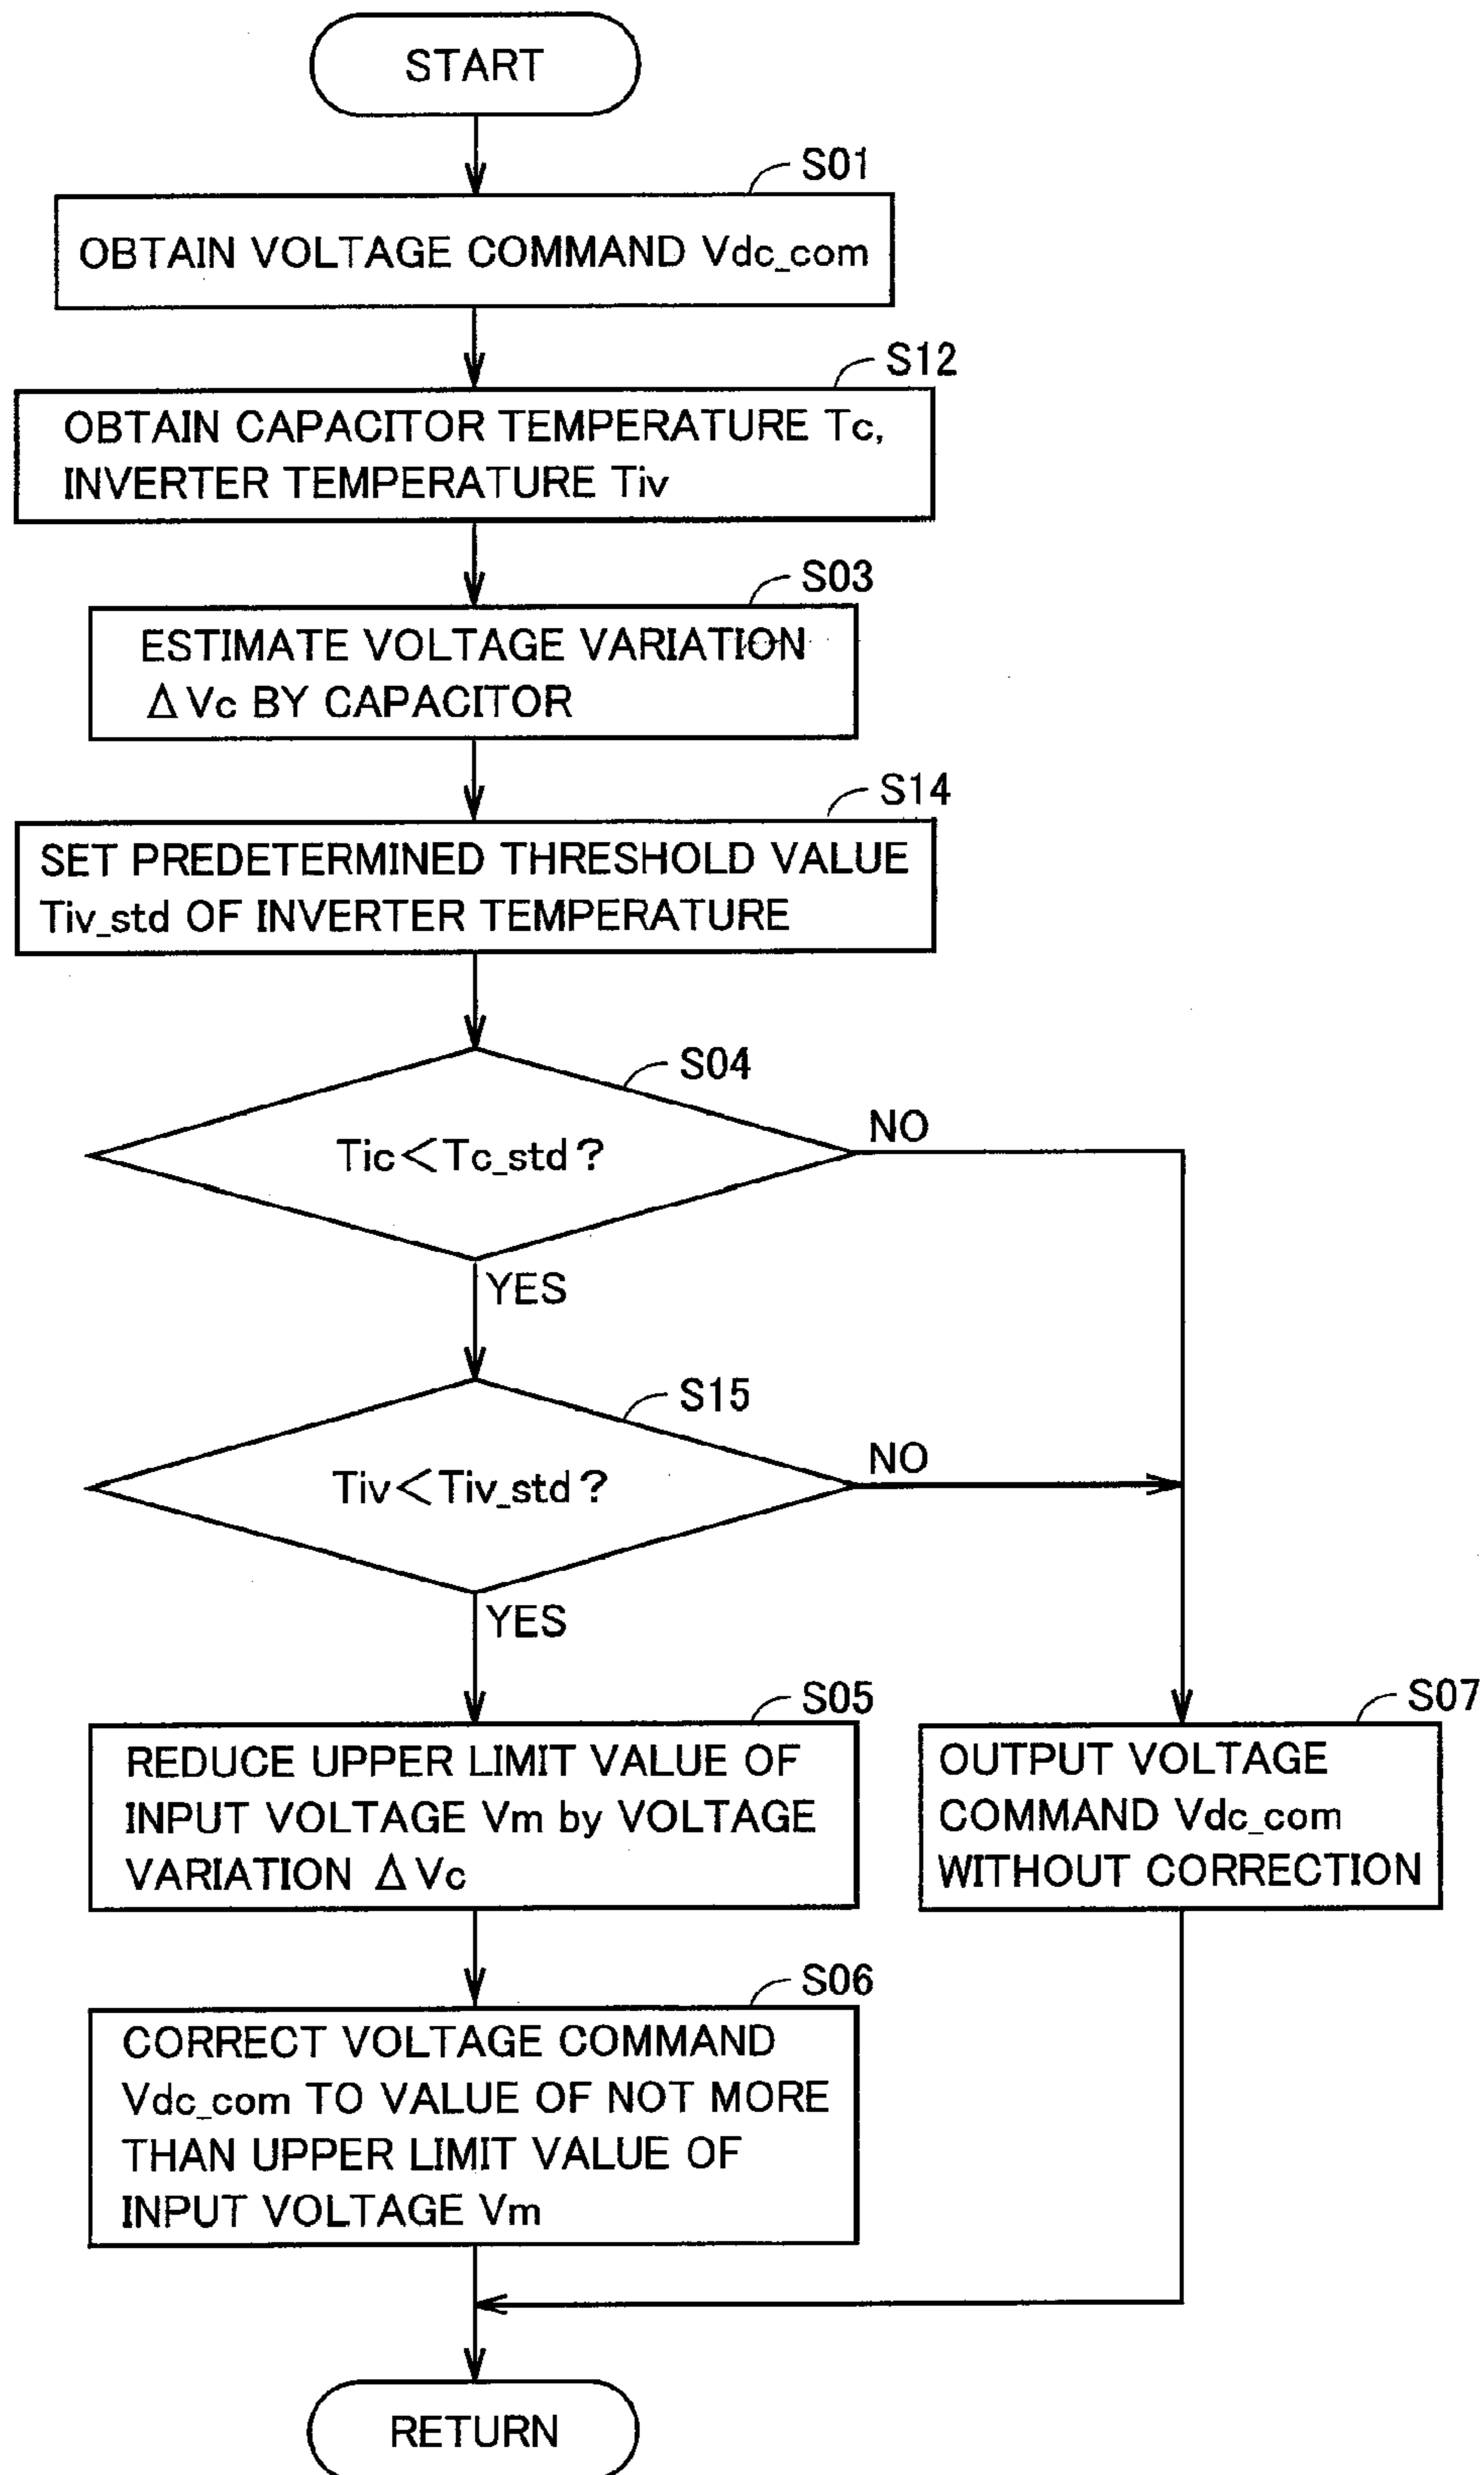 START
S01
OBTAIN VOLTAGE COMMAND Vdc_com
S12
OBTAIN CAPACITOR TEMPERATURE Tc,
INVERTER TEMPERATURE Tiv
S03
ESTIMATE VOLTAGE VARIATION
Δ Vc BY CAPACITOR
S14
SET PREDETERMINED THRESHOLD VALUE
Tiv_std OF INVERTER TEMPERATURE
S04
Tic<Tc_std?
NO
YES
S15
Tiv<Tiv_std?
NO
YES
S05
REDUCE UPPER LIMIT VALUE OF
INPUT VOLTAGE Vm by VOLTAGE
VARIATION Δ Vc
S07
OUTPUT VOLTAGE
COMMAND Vdc_com
WITHOUT CORRECTION
S06
CORRECT VOLTAGE COMMAND
Vdc_com TO VALUE OF NOT MORE
THAN UPPER LIMIT VALUE OF
INPUT VOLTAGE Vm
RETURN